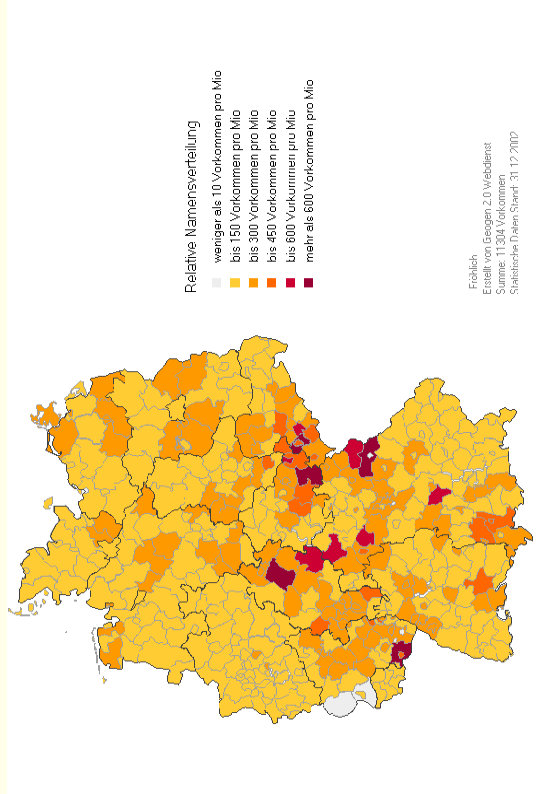 Relative Namensverteilung
weniger als 10 Vorkommen pro Mio
bis 150 Vorkommen pro Mio
bis 300 Vorkommen pro Mio
bis 450 Vorkommen pro Mio
bis 600 Vorkommen pro Mio
mehr als 600 Vorkommen pro Mio
Fröhlich
Erstellt von Geogen 2.0 Webdienst
Summe: 11304 Vorkommen
Statistische Daten Stand: 31.12.2002